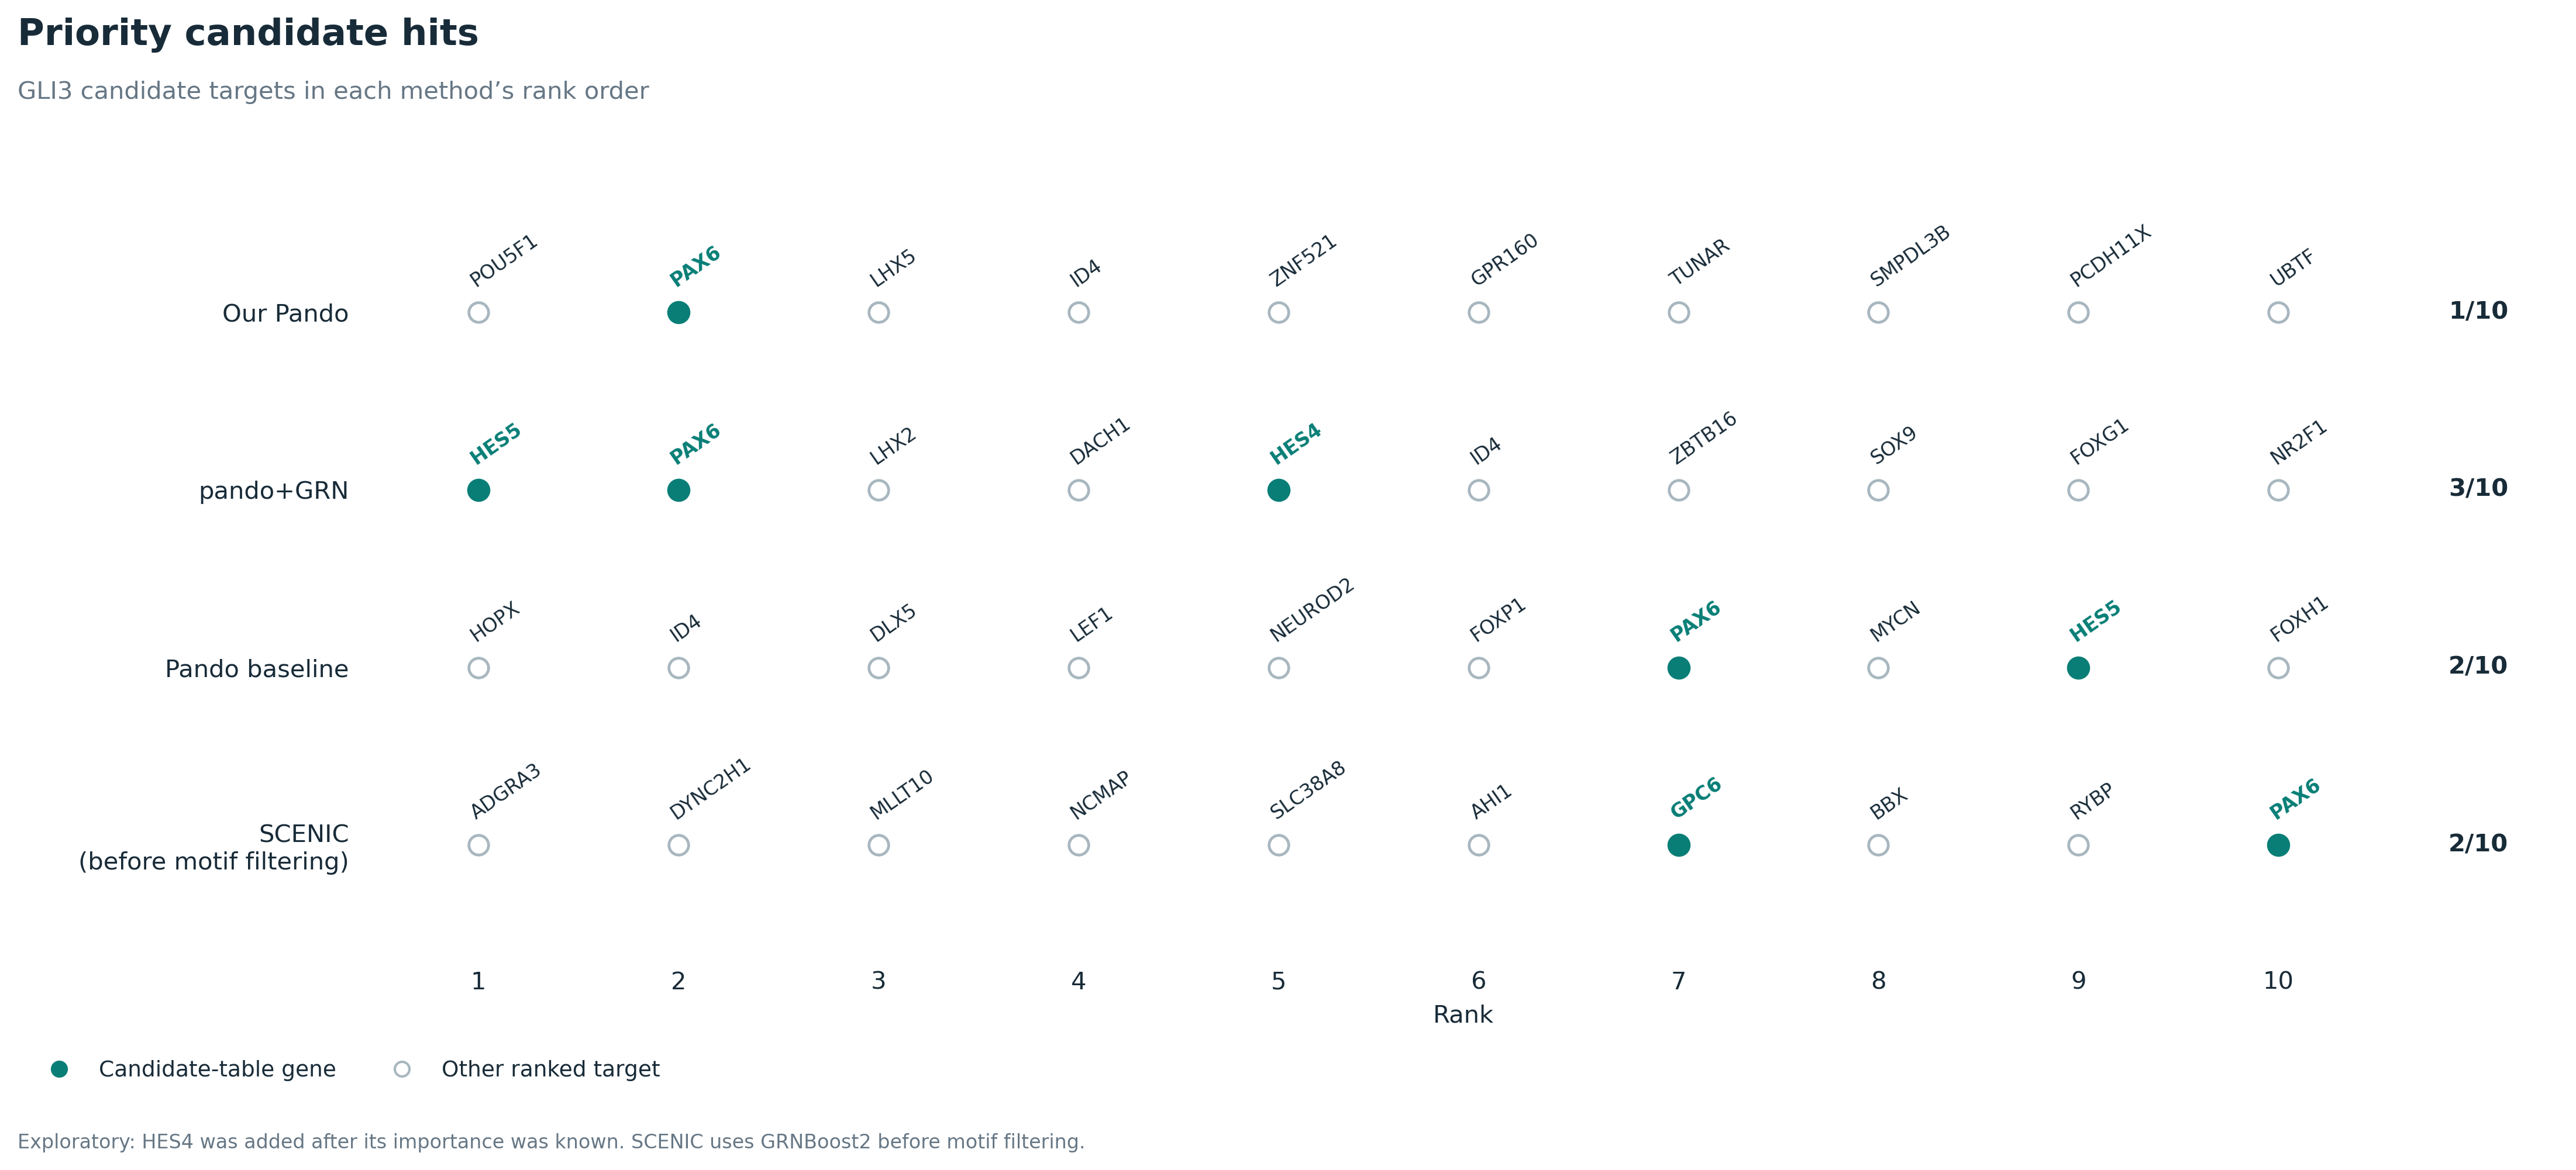 Priority candidate hits
GLI3 candidate targets in each method’s rank order
POU5F1 PAX6 LHX5 ID4 ZNF521 GPR160 TUNAR SMPDL3B PCDH11X UBTF
Our Pando 1/10
HES5 PAX6 LHX2 DACH1 HES4 ID4 ZBTB16 SOX9 FOXG1 NR2F1
pando+GRN 3/10
HOPX ID4 DLX5 LEF1 NEUROD2 FOXP1 PAX6 MYCN HES5 FOXH1
Pando baseline 2/10
ADGRA3 DYNC2H1 MLLT10 NCMAP SLC38A8 AHI1 GPC6 BBX RYBP PAX6
SCENIC
(before motif filtering) 2/10
1 2 3 4 5 6 7 8 9 10
Rank
Candidate-table gene Other ranked target
Exploratory: HES4 was added after its importance was known. SCENIC uses GRNBoost2 before motif filtering.